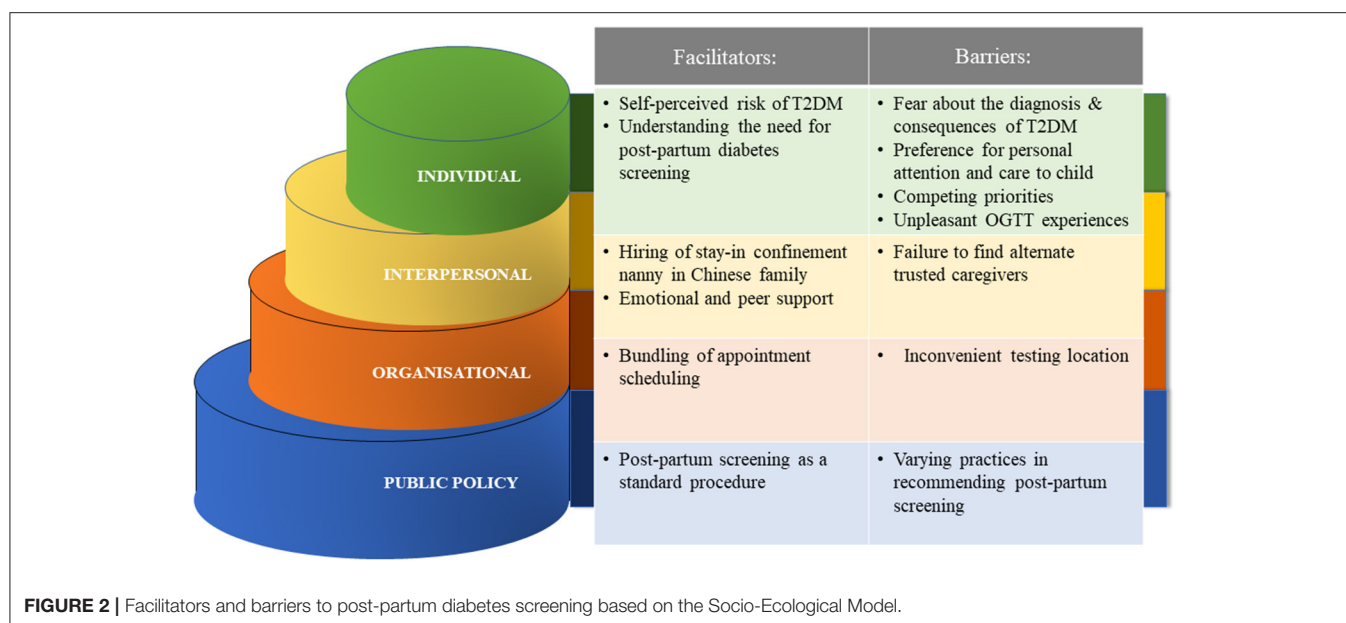 Facilitators:
Barriers:
INDIVIDUAL
• Self-perceived risk of T2DM
• Understanding the need for
post-partum diabetes
screening
• Fear about the diagnosis &
consequences of T2DM
• Preference for personal
attention and care to child
• Competing priorities
• Unpleasant OGTT experiences
INTERPERSONAL
• Hiring of stay-in confinement
nanny in Chinese family
• Emotional and peer support
• Failure to find alternate
trusted caregivers
ORGANISATIONAL
• Bundling of appointment
scheduling
• Inconvenient testing location
PUBLIC POLICY
• Post-partum screening as a
standard procedure
• Varying practices in
recommending post-partum
screening
FIGURE 2 | Facilitators and barriers to post-partum diabetes screening based on the Socio-Ecological Model.